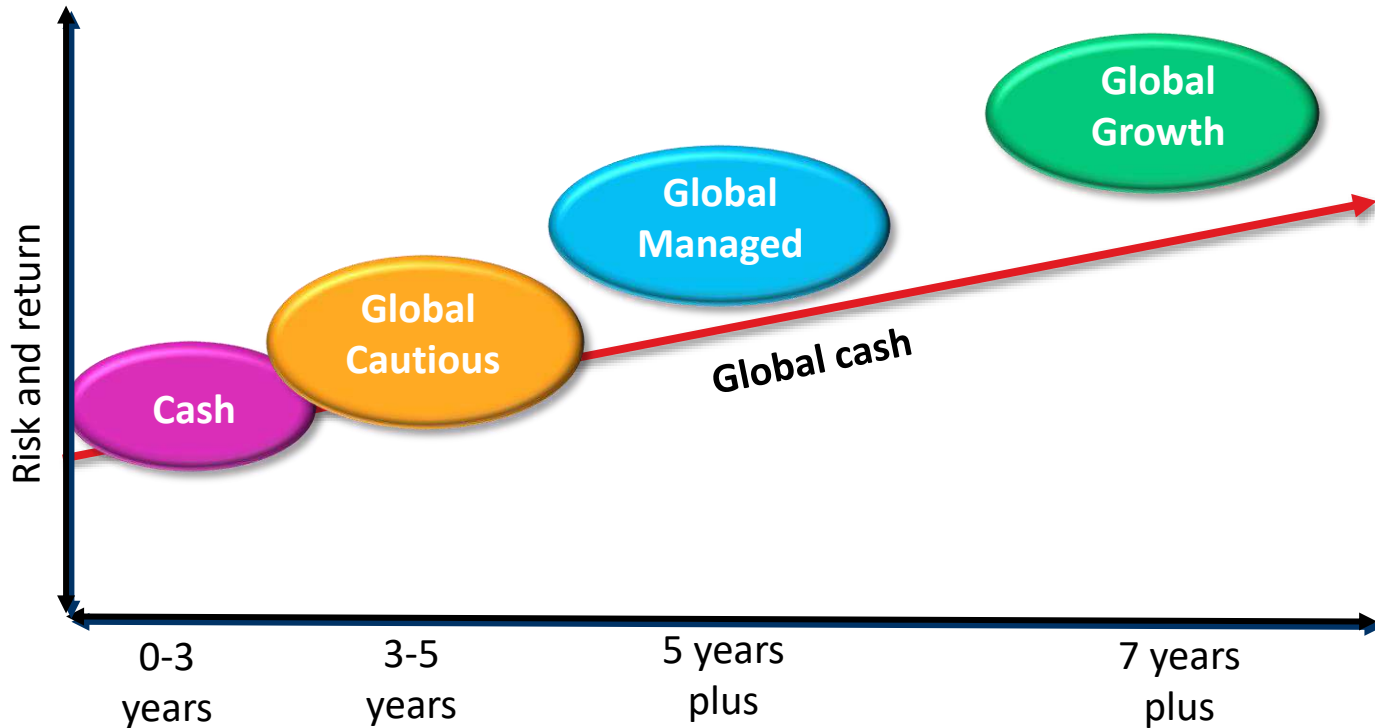 Risk and return
Global
Growth
Global
Managed
Global
Cautious
Cash
Global cash
0-3
years
3-5
years
5 years
plus
7 years
plus